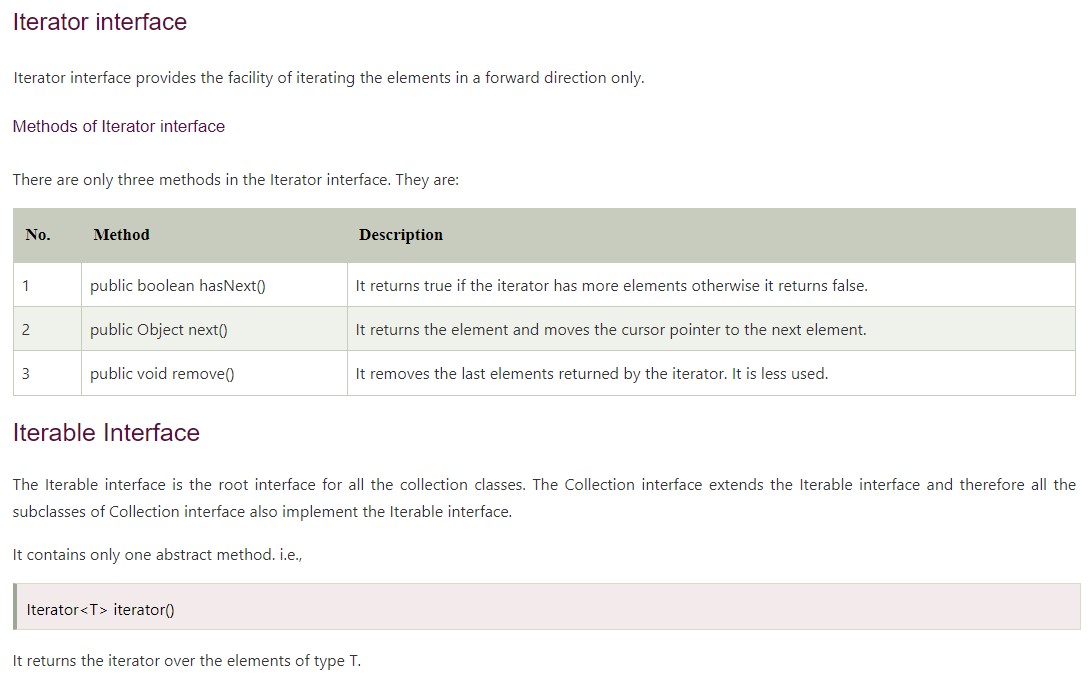 Iterator interface
Iterator interface provides the facility of iterating the elements in a forward direction only.
Methods of Iterator interface
There are only three methods in the Iterator interface. They are:
No. Method Description
1 public boolean hasNext() It returns true if the iterator has more elements otherwise it returns false.
2 public Object next() It returns the element and moves the cursor pointer to the next element.
3 public void remove() It removes the last elements returned by the iterator. It is less used.
Iterable Interface
The Iterable interface is the root interface for all the collection classes. The Collection interface extends the Iterable interface and therefore all the
subclasses of Collection interface also implement the Iterable interface.
It contains only one abstract method. i.e.,
Iterator<T> iterator()
It returns the iterator over the elements of type T.